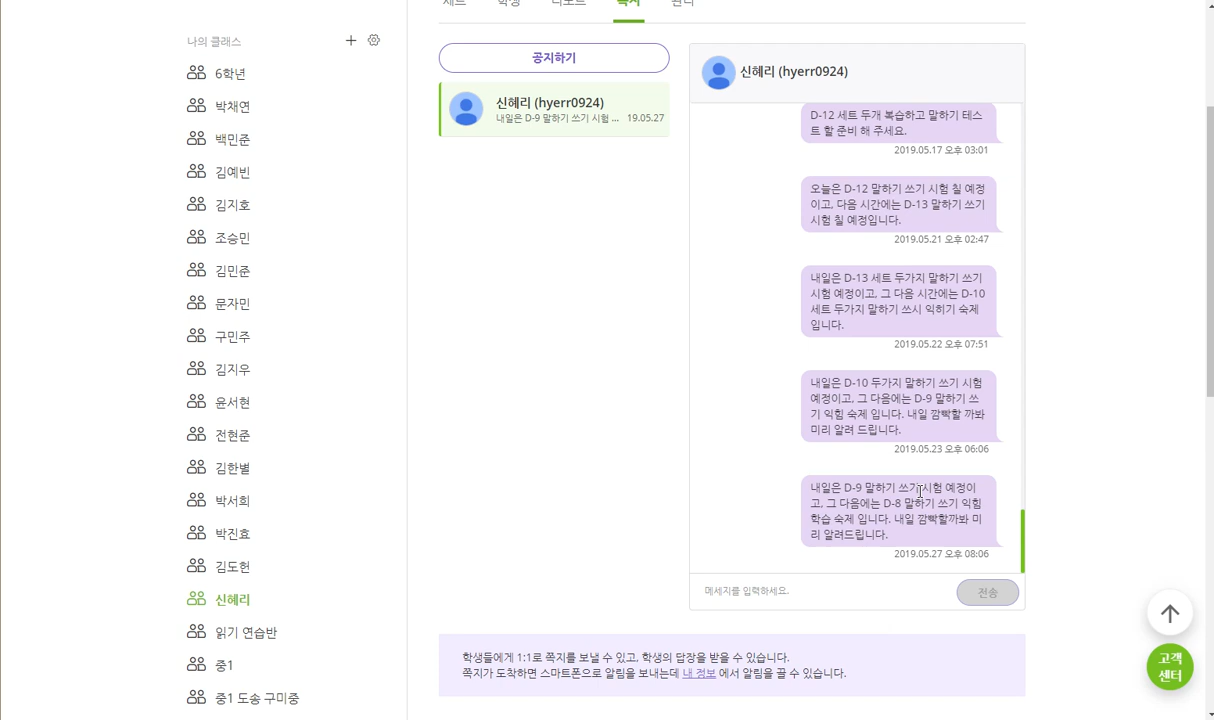 세트 학생 리포트 쪽지 관리
나의 클래스
6학년
박채연
백민준
김예빈
김지호
조승민
김민준
문자민
구민주
김지우
윤서현
전현준
김한별
박서희
박진효
김도헌
신혜리
읽기 연습반
중1
중1 도송 구미중
공지하기
신혜리 (hyerr0924)
내일은 D-9 말하기 쓰기 시험 ... 19.05.27
신혜리 (hyerr0924)
D-12 세트 두개 복습하고 말하기 테스
트 할 준비 해 주세요.
2019.05.17 오후 03:01
오늘은 D-12 말하기 쓰기 시험 칠 예정
이고, 다음 시간에는 D-13 말하기 쓰기
시험 칠 예정입니다.
2019.05.21 오후 02:47
내일은 D-13 세트 두가지 말하기 쓰기
시험 예정이고, 그 다음 시간에는 D-10
세트 두가지 말하기 쓰시 익히기 숙제
입니다.
2019.05.22 오후 07:51
내일은 D-10 두가지 말하기 쓰기 시험
예정이고, 그 다음에는 D-9 말하기 쓰
기 익힘 숙제 입니다. 내일 깜빡할 까봐
미리 알려 드립니다.
2019.05.23 오후 06:06
내일은 D-9 말하기 쓰기 시험 예정이
고, 그 다음에는 D-8 말하기 쓰기 익힘
학습 숙제 입니다. 내일 깜빡할까봐 미
리 알려드립니다.
2019.05.27 오후 08:06
메세지를 입력하세요.
전송
학생들에게 1:1로 쪽지를 보낼 수 있고, 학생의 답장을 받을 수 있습니다.
쪽지가 도착하면 스마트폰으로 알림을 보내는데 내 정보 에서 알림을 끌 수 있습니다.
고객
센터